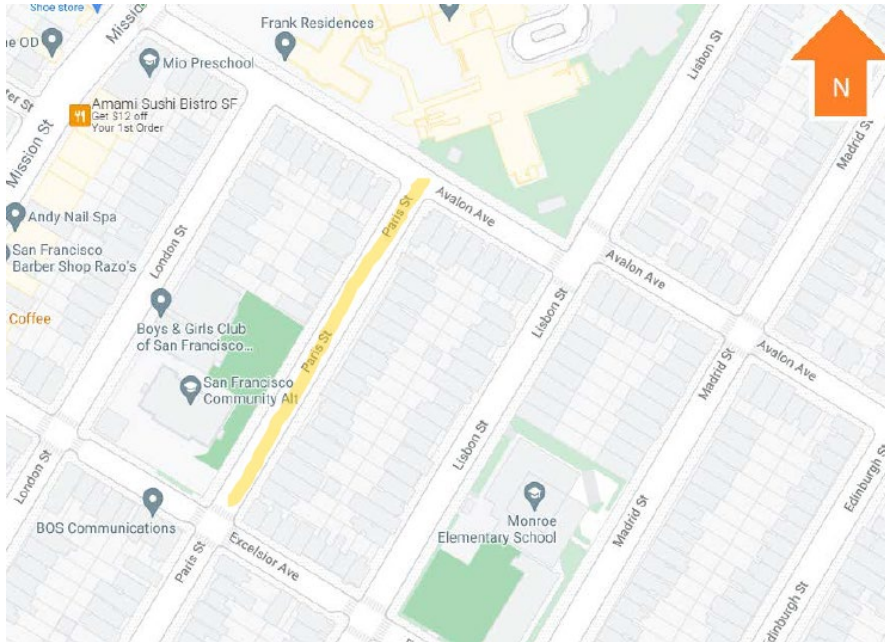 Shoe store
Frank Residences
Mission
Lisbon St
N
ne OD
Mio Preschool
Amami Sushi Bistro SF
Get $12 off
Your 1st Order
Mission St
Madrid St
Avalon Ave
Paris St
Andy Nail Spa
San Francisco
Barber Shop Razo's
London St
Avalon Ave
Coffee
Boys & Girls Club
of San Francisco...
Lisbon St
Paris St
Madrid St
Avalon Ave
San Francisco
Community Alt
Lisbon St
London St
BOS Communications
Monroe
Elementary School
Edinburgh St
Madrid St
Paris St
Excelsior Ave
Edinburgh St